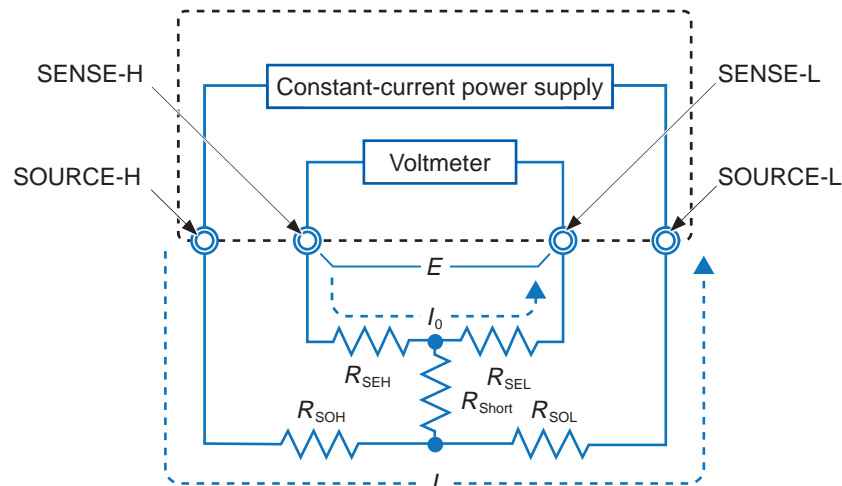 SENSE-H
SENSE-L
Constant-current power supply
Voltmeter
SOURCE-H
SOURCE-L
E
I0
RSEH
RSEL
RShort
RSOH
RSOL
I